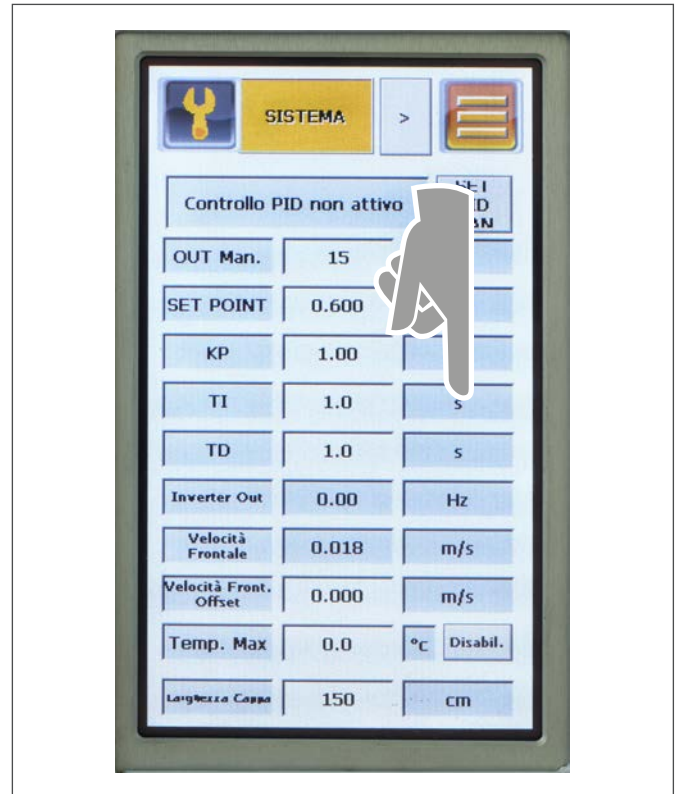 SISTEMA >
Controllo PID non attivo
OUT Man. 15
SET POINT 0.600
KP 1.00
TI 1.0 s
TD 1.0 s
Inverter Out 0.00 Hz
Velocità
Frontale 0.018 m/s
Velocità Front.
Offset 0.000 m/s
Temp. Max 0.0 °C Disabil.
Larghezza Cappa 150 cm